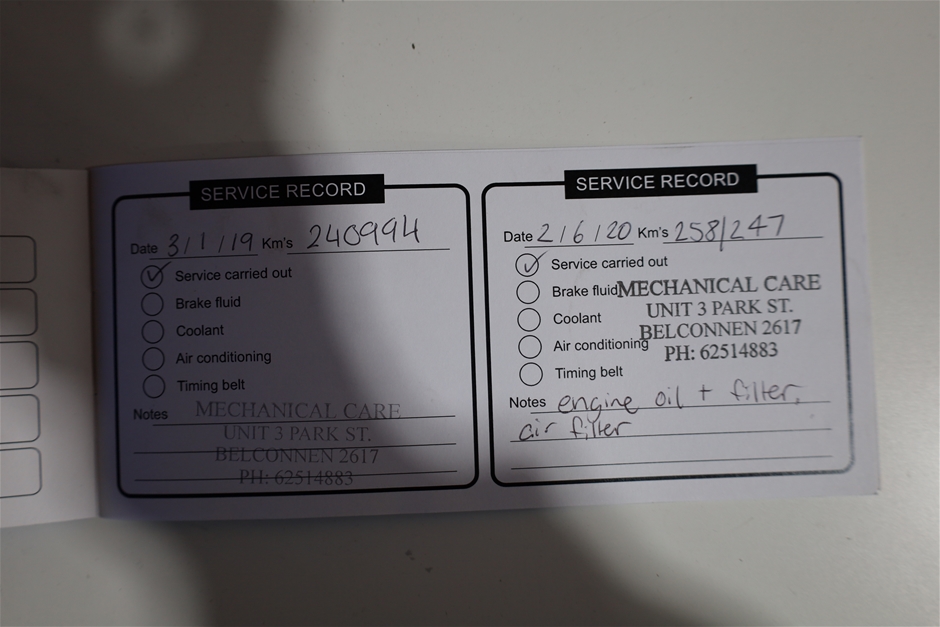 SERVICE RECORD
Date 3/1/19 Km's 240994
Service carried out
Brake fluid
Coolant
Air conditioning
Timing belt
Notes
MECHANICAL CARE
UNIT 3 PARK ST.
BELCONNEN 2617
PH: 62514883
SERVICE RECORD
Date 2/6/20 Km's 258/247
Service carried out
Brake fluid
Coolant
Air conditioning
Timing belt
MECHANICAL CARE
UNIT 3 PARK ST.
BELCONNEN 2617
PH: 62514883
Notes engine oil + filter,
air filter